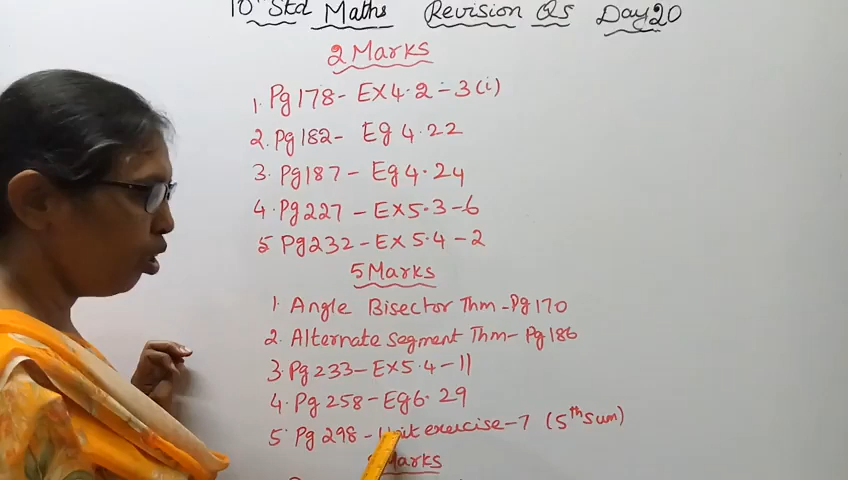 10 Std Maths Revision Qs Day 20
2 Marks
1. Pg 178 - EX 4.2 - 3(i)
2. Pg 182 - Eg 4.22
3. Pg 187 - Eg 4.24
4. Pg 227 - EX 5.3 - 6
5 Pg 232 - EX 5.4 - 2
5 Marks
1. Angle Bisector Thm - Pg 170
2. Alternate Segment Thm - Pg 186
3. Pg 233 - EX 5.4 - 11
4. Pg 258 - Eg 6.29
5. Pg 298 - Unit exercise - 7 (5th Sum)
Marks